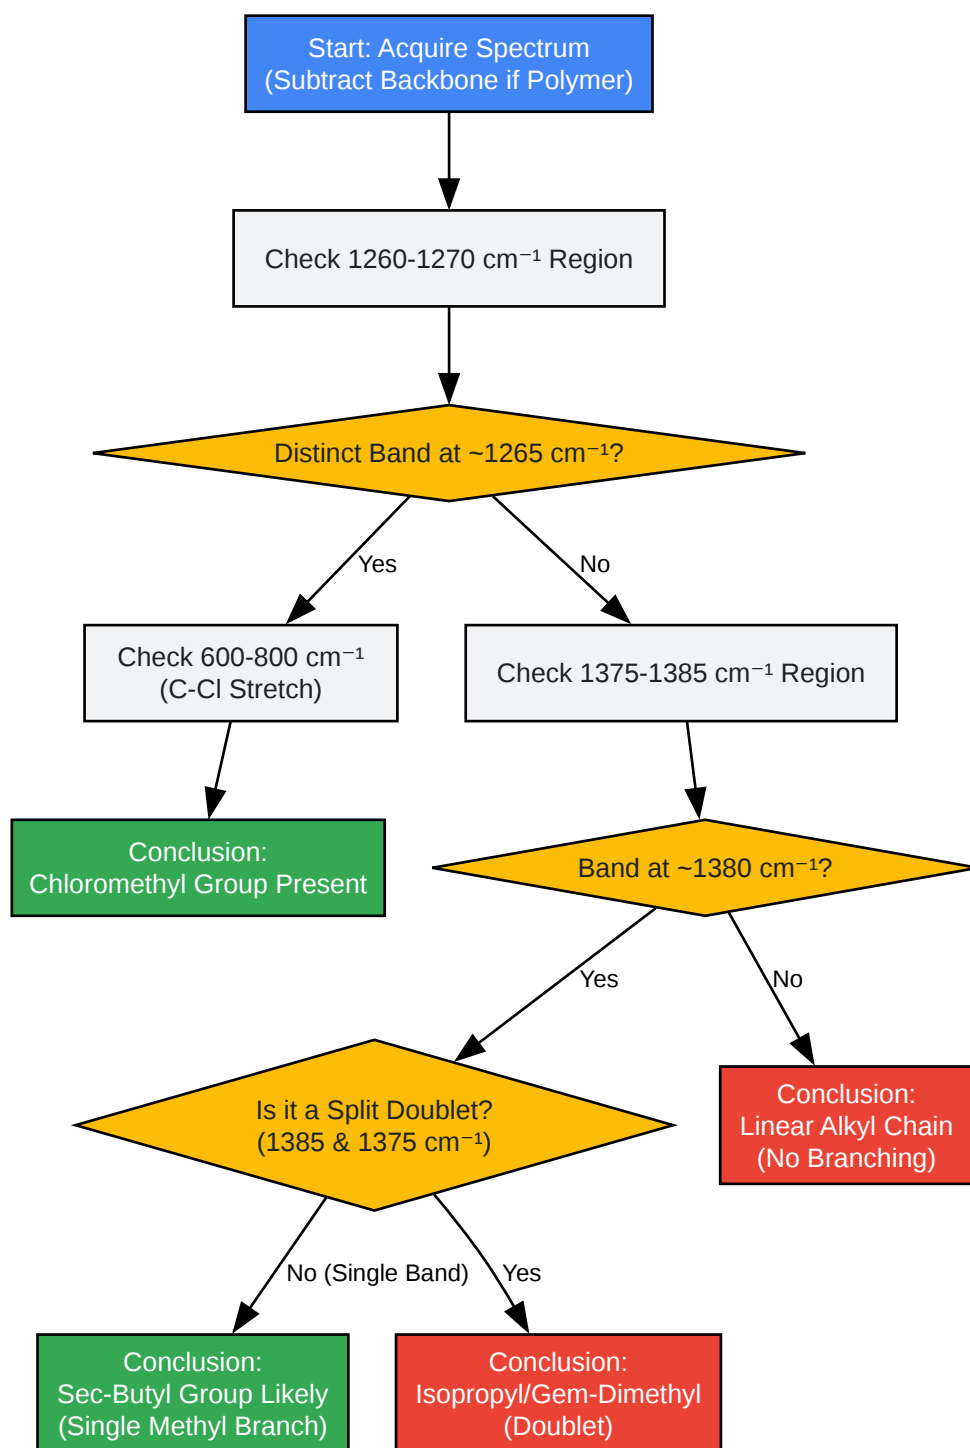 Start: Acquire Spectrum
(Subtract Backbone if Polymer)
Check 1260-1270 cm⁻¹ Region
Distinct Band at ~1265 cm⁻¹?
Yes
No
Check 600-800 cm⁻¹
(C-Cl Stretch)
Check 1375-1385 cm⁻¹ Region
Conclusion:
Chloromethyl Group Present
Band at ~1380 cm⁻¹?
Yes
No
Is it a Split Doublet?
(1385 & 1375 cm⁻¹)
Conclusion:
Linear Alkyl Chain
(No Branching)
No (Single Band)
Yes
Conclusion:
Sec-Butyl Group Likely
(Single Methyl Branch)
Conclusion:
Isopropyl/Gem-Dimethyl
(Doublet)